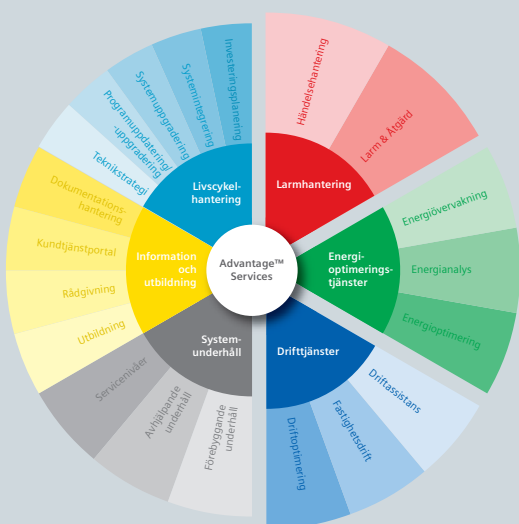 Advantage™
Services
Livscykel-
hantering
Teknikstrategi
Programuppdatering/
uppgradering
Systemuppgradering
Systemintegrering
Investeringsplanering
Larmhantering
Händelsehantering
Larm & Åtgärd
Energi-
optimerings-
tjänster
Energiövervakning
Energianalys
Energioptimering
Drifttjänster
Driftassistans
Fastighetsdrift
Driftoptimering
System-
underhåll
Förebyggande
underhåll
Avhjälpande
underhåll
Servicenivåer
Information
och
utbildning
Utbildning
Rådgivning
Kundtjänstportal
Dokumentations-
hantering